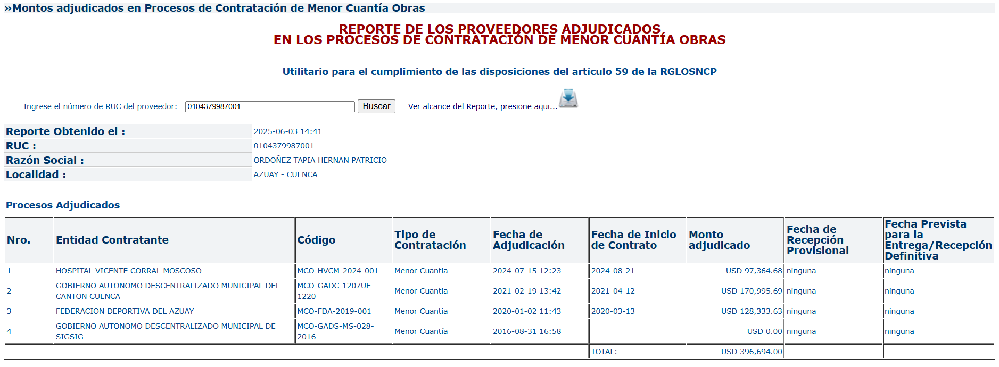 »Montos adjudicados en Procesos de Contratación de Menor Cuantía Obras
REPORTE DE LOS PROVEEDORES ADJUDICADOS,
EN LOS PROCESOS DE CONTRATACIÓN DE MENOR CUANTÍA OBRAS
Utilitario para el cumplimiento de las disposiciones del artículo 59 de la RGLOSNCP
Ingrese el número de RUC del proveedor: 0104379987001 Buscar Ver alcance del Reporte, presione aqui...
Reporte Obtenido el : 2025-06-03 14:41
RUC : 0104379987001
Razón Social : ORDOÑEZ TAPIA HERNAN PATRICIO
Localidad : AZUAY - CUENCA
Procesos Adjudicados
Nro.
Entidad Contratante
Código
Tipo de
Contratación
Fecha de
Adjudicación
Fecha de Inicio
de Contrato
Monto
adjudicado
Fecha de
Recepción
Provisional
Fecha Prevista
para la
Entrega/Recepción
Definitiva
1
HOSPITAL VICENTE CORRAL MOSCOSO
MCO-HVCM-2024-001
Menor Cuantía
2024-07-15 12:23
2024-08-21
USD 97,364.68
ninguna
ninguna
2
GOBIERNO AUTONOMO DESCENTRALIZADO MUNICIPAL DEL
CANTON CUENCA
MCO-GADC-1207UE-
1220
Menor Cuantía
2021-02-19 13:42
2021-04-12
USD 170,995.69
ninguna
ninguna
3
FEDERACION DEPORTIVA DEL AZUAY
MCO-FDA-2019-001
Menor Cuantía
2020-01-02 11:43
2020-03-13
USD 128,333.63
ninguna
ninguna
4
GOBIERNO AUTONOMO DESCENTRALIZADO MUNICIPAL DE
SIGSIG
MCO-GADS-MS-028-
2016
Menor Cuantía
2016-08-31 16:58
USD 0.00
ninguna
ninguna
TOTAL:
USD 396,694.00